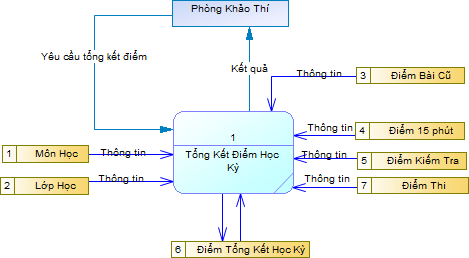 Phòng Khảo Thí
Yêu cầu tổng kết điểm
Kết quả
Thông tin
3 Điểm Bài Cũ
Thông tin
4 Điểm 15 phút
1
Tổng Kết Điểm Học
Kỳ
1 Môn Học
Thông tin
Thông tin
5 Điểm Kiểm Tra
2 Lớp Học
Thông tin
Thông tin
7 Điểm Thi
6 Điểm Tổng Kết Học Kỳ